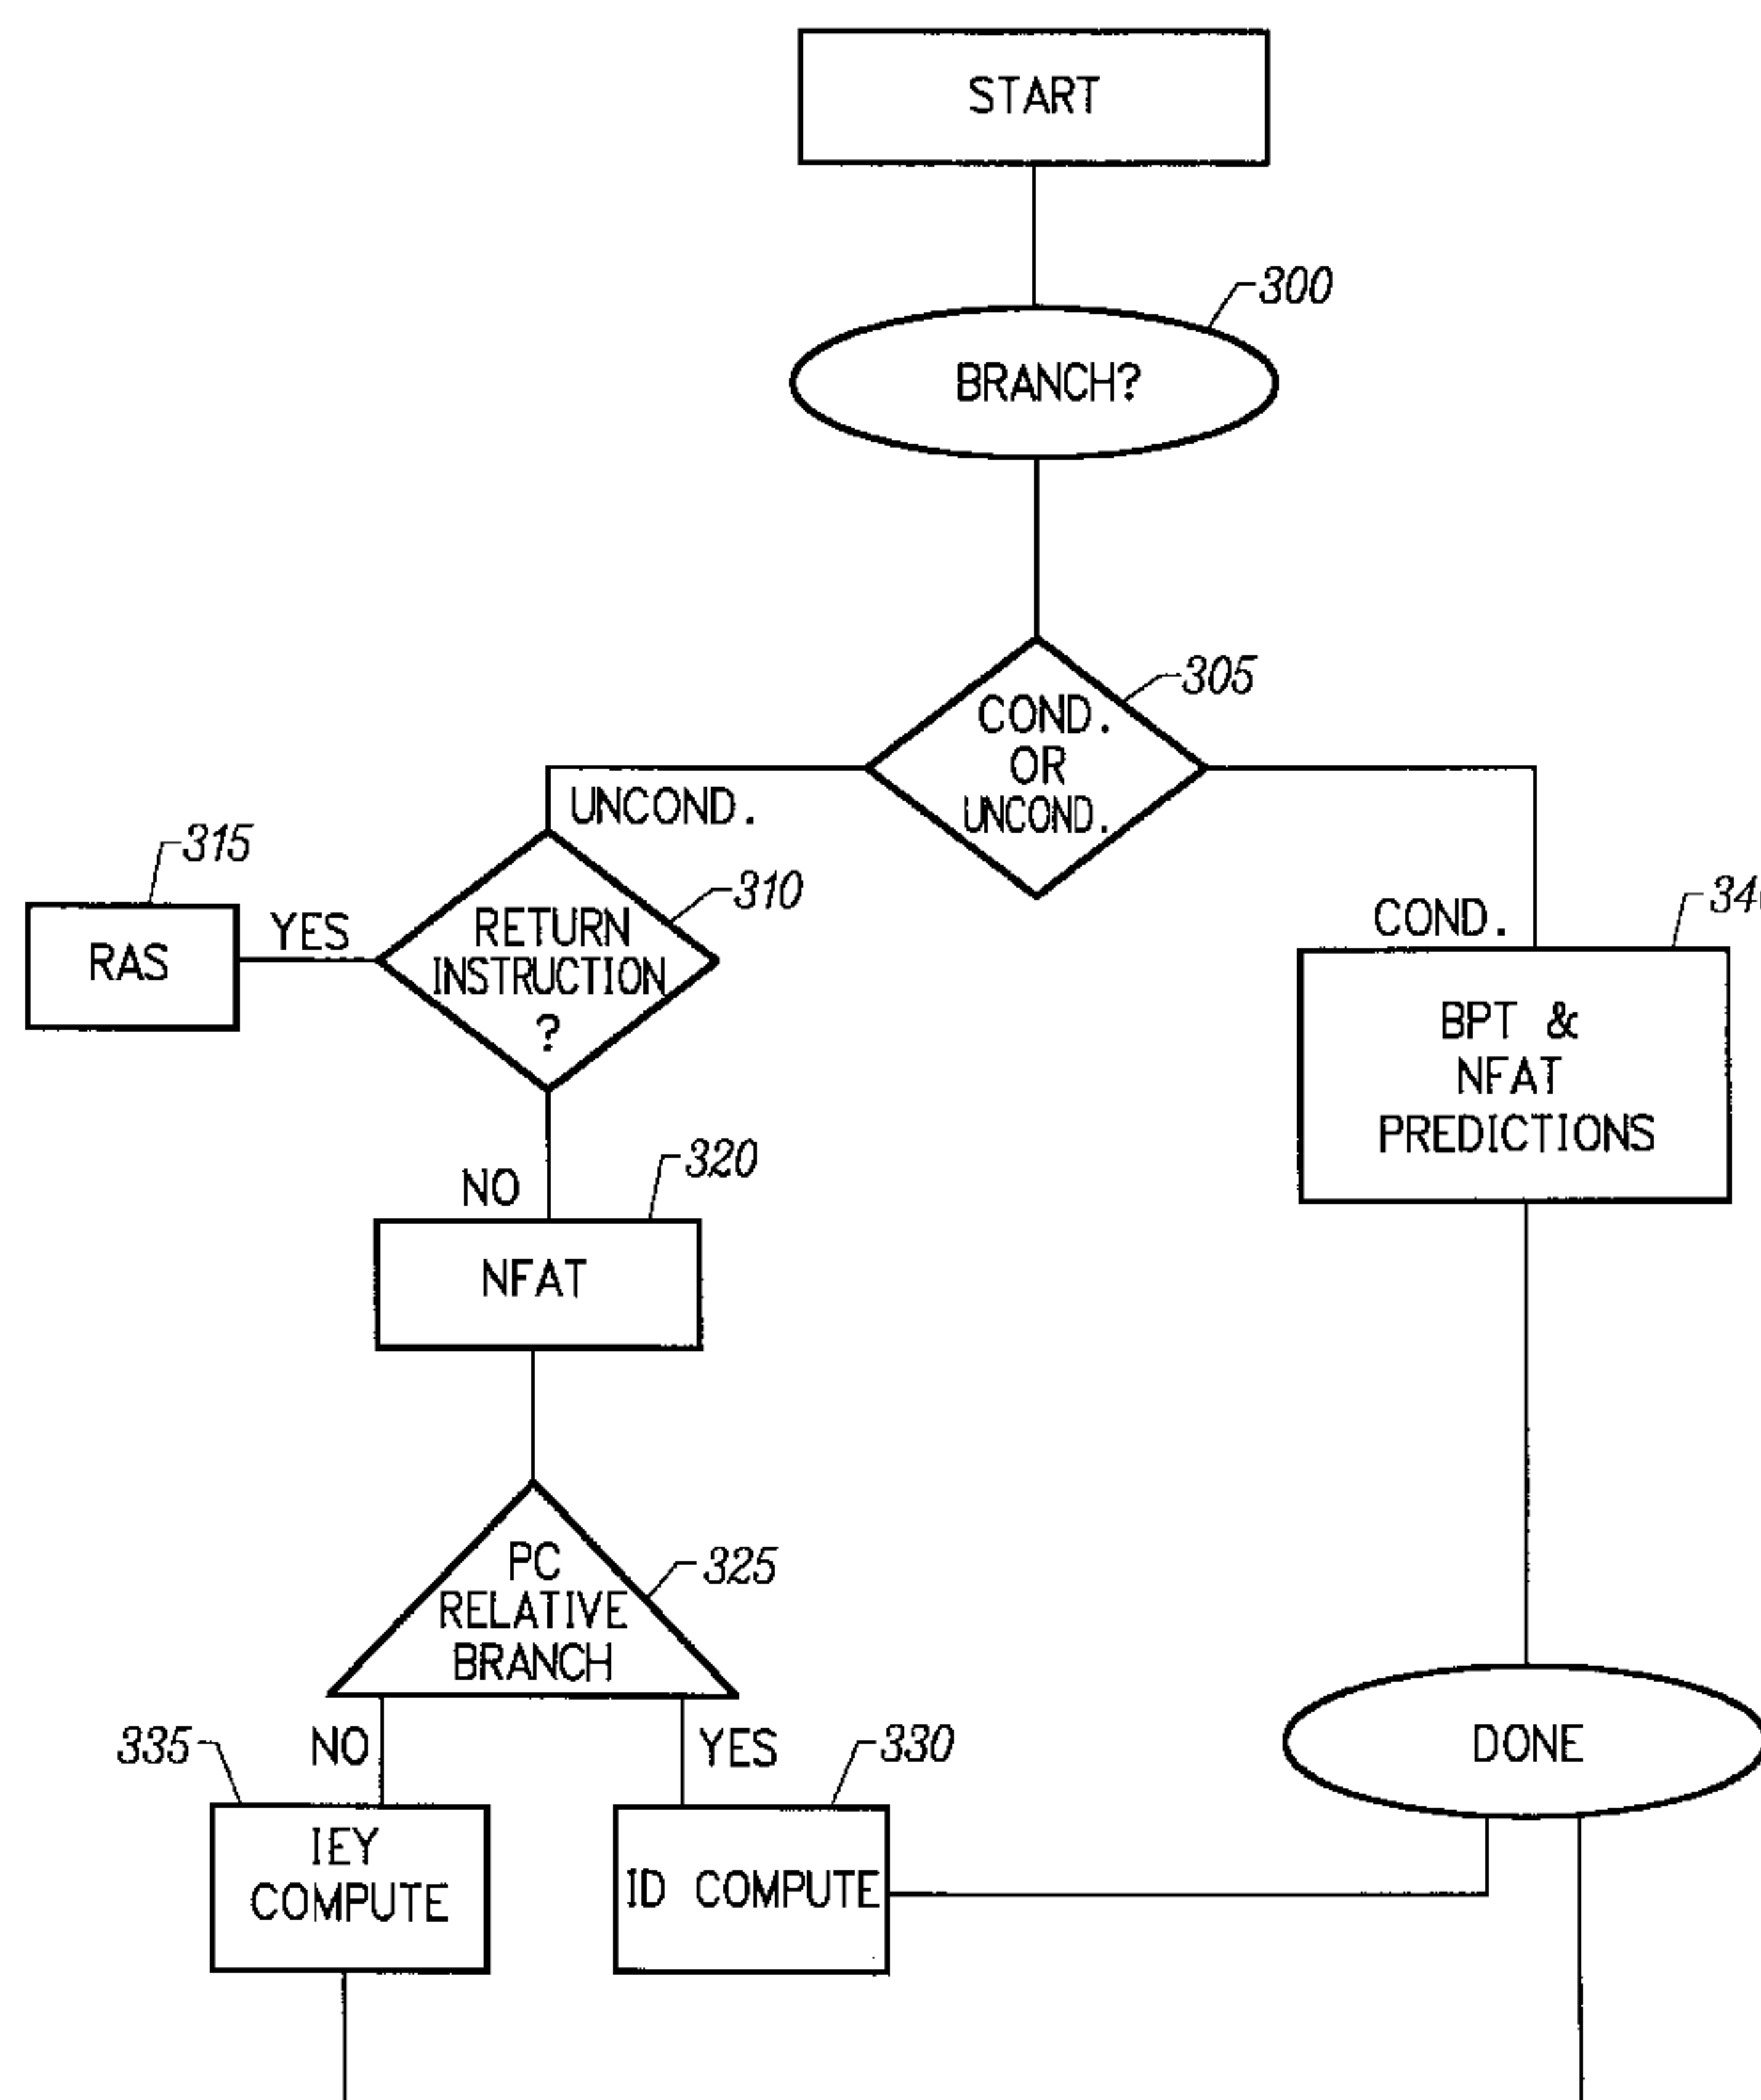 START
300
BRANCH?
305
COND.
OR
UNCOND.
UNCOND.
315
310
YES
RAS
RETURN
INSTRUCTION
?
COND.
BPT &
NFAT
PREDICTIONS
NO
320
NFAT
PC
RELATIVE
BRANCH
325
335
NO
YES
330
DONE
IEY
COMPUTE
ID COMPUTE